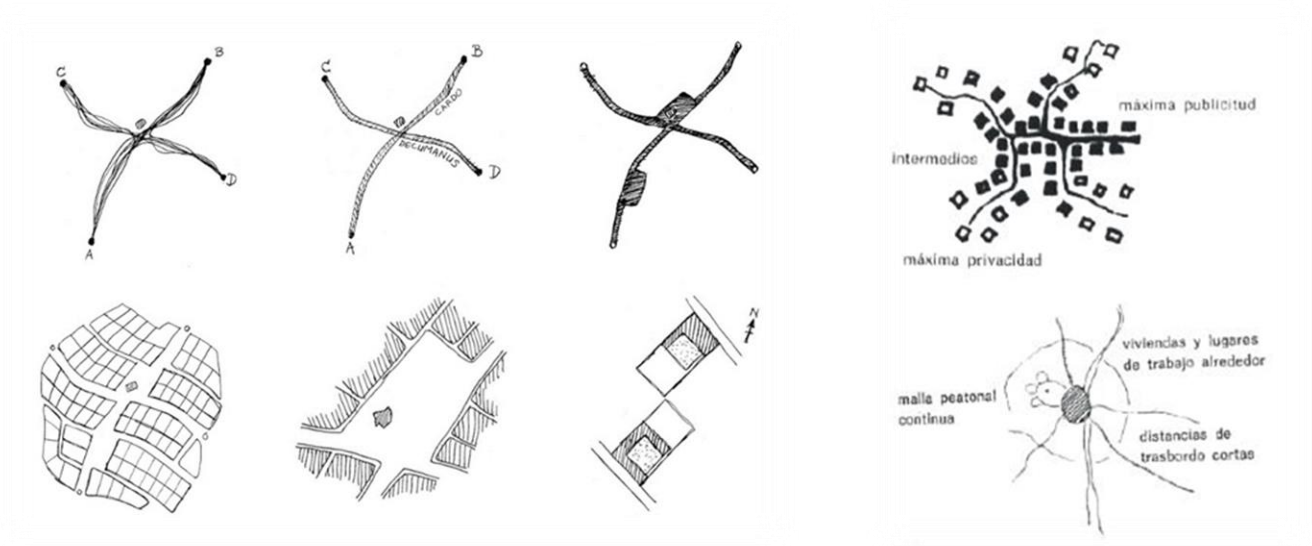 C
B
D
A
C
B
CARDO
DECUMANUS
D
A
N
máxima publicitud
intermedios
máxima privacidad
viviendas y lugares
de trabajo alrededor
malla peatonal
continua
distancias de
trasbordo cortas